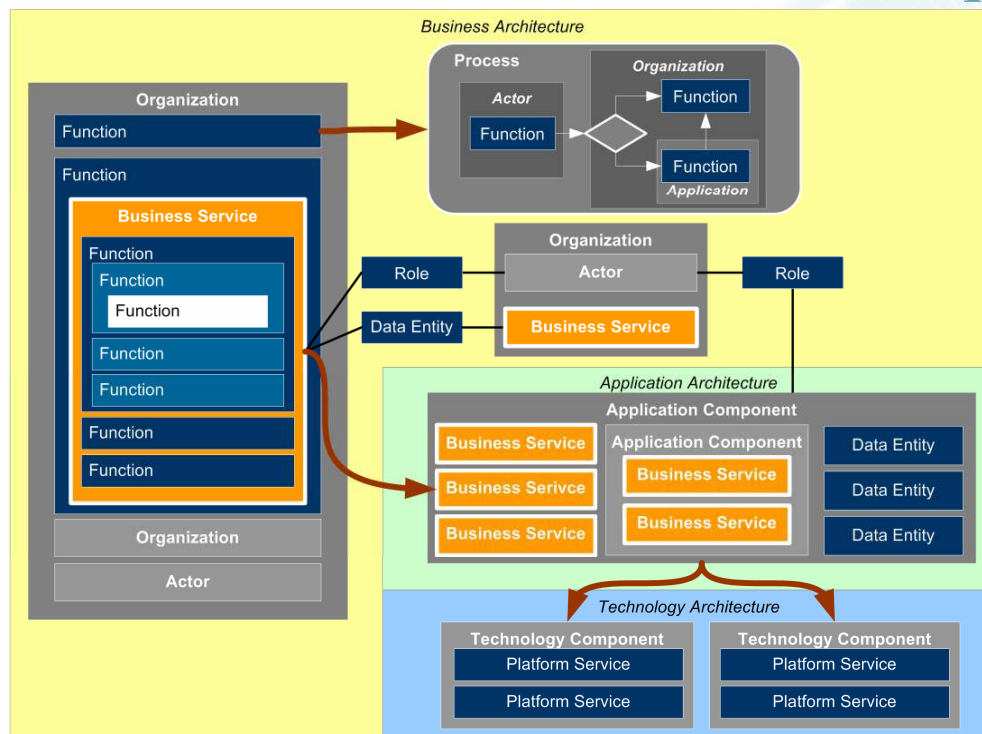 Business Architecture
Organization
Function
Function
Business Service
Function
Function
Function
Function
Function
Function
Function
Organization
Actor
Process
Actor
Function
Organization
Function
Function
Application
Role
Data Entity
Organization
Actor
Business Service
Role
Application Architecture
Application Component
Business Service
Business Serivce
Business Service
Application Component
Business Service
Business Service
Data Entity
Data Entity
Data Entity
Technology Architecture
Technology Component
Platform Service
Platform Service
Technology Component
Platform Service
Platform Service